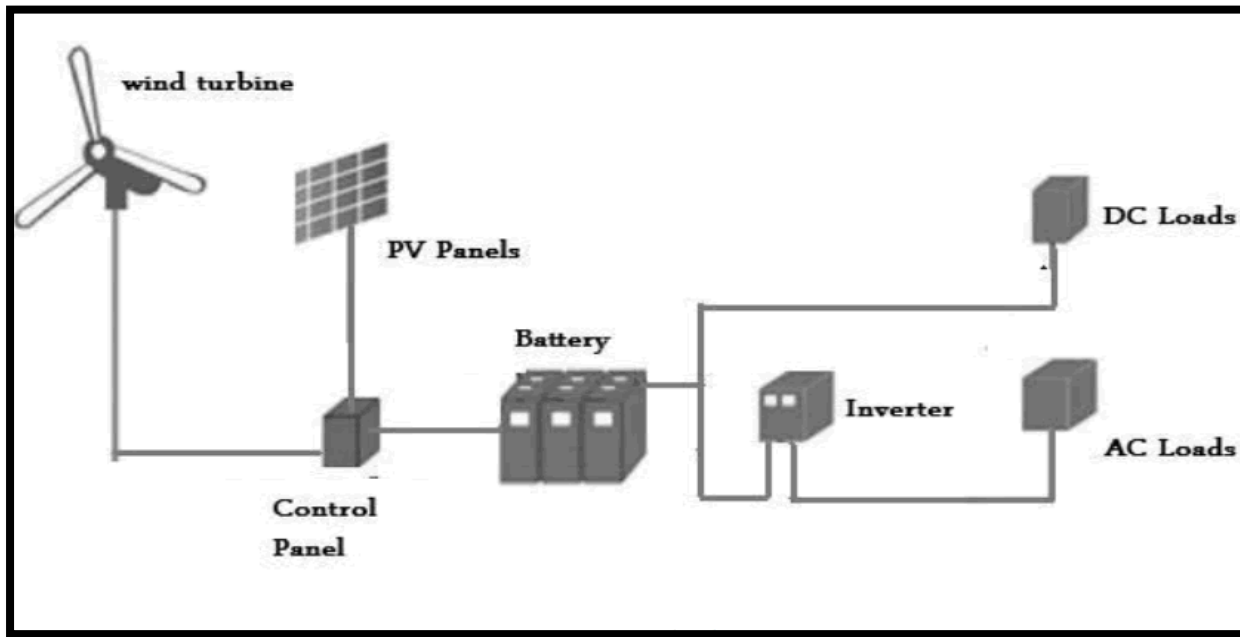 wind turbine
PV Panels
DC Loads
Battery
Inverter
AC Loads
Control
Panel